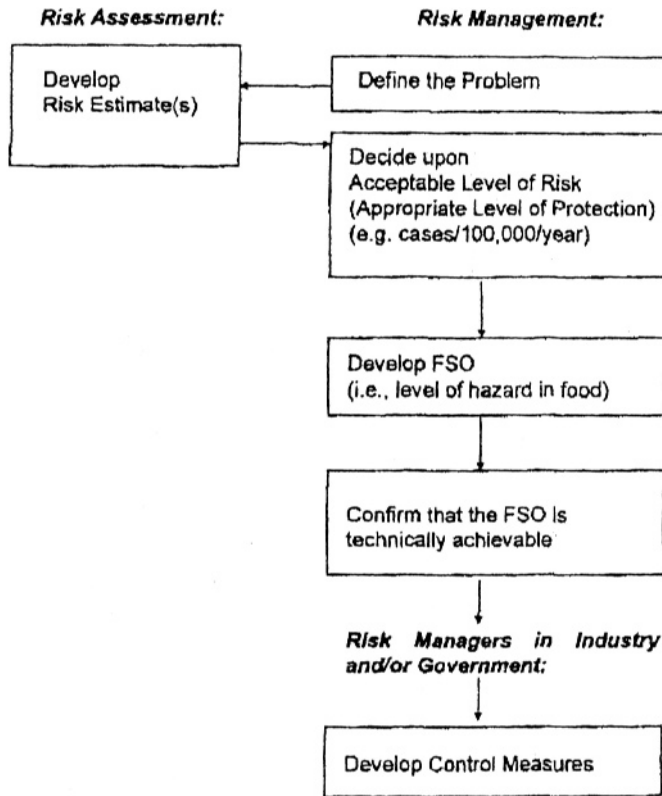 Risk Assessment:
Risk Management:
Develop
Risk Estimate(s)
Define the Problem
Decide upon
Acceptable Level of Risk
(Appropriate Level of Protection)
(e.g. cases/100,000/year)
Develop FSO
(i.e., level of hazard in food)
Confirm that the FSO is
technically achievable
Risk Managers in Industry
and/or Government:
Develop Control Measures